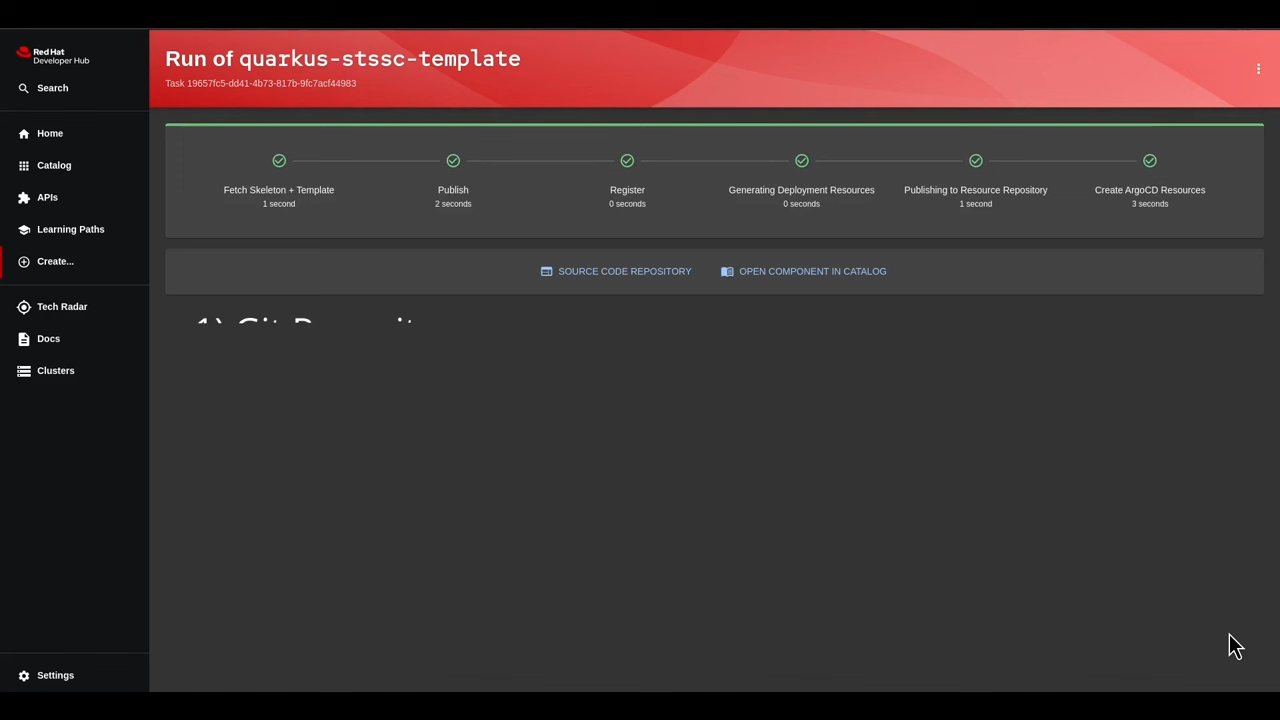 Red Hat
Developer Hub
Search
Home
Catalog
APIs
Learning Paths
Create...
Tech Radar
Docs
Clusters
Settings
Run of quarkus-stssc-template
Task 19657fc5-dd41-4b73-817b-9fc7acf44983
Fetch Skeleton + Template
1 second
Publish
2 seconds
Register
0 seconds
Generating Deployment Resources
0 seconds
Publishing to Resource Repository
1 second
Create ArgoCD Resources
3 seconds
SOURCE CODE REPOSITORY
OPEN COMPONENT IN CATALOG
1) Git